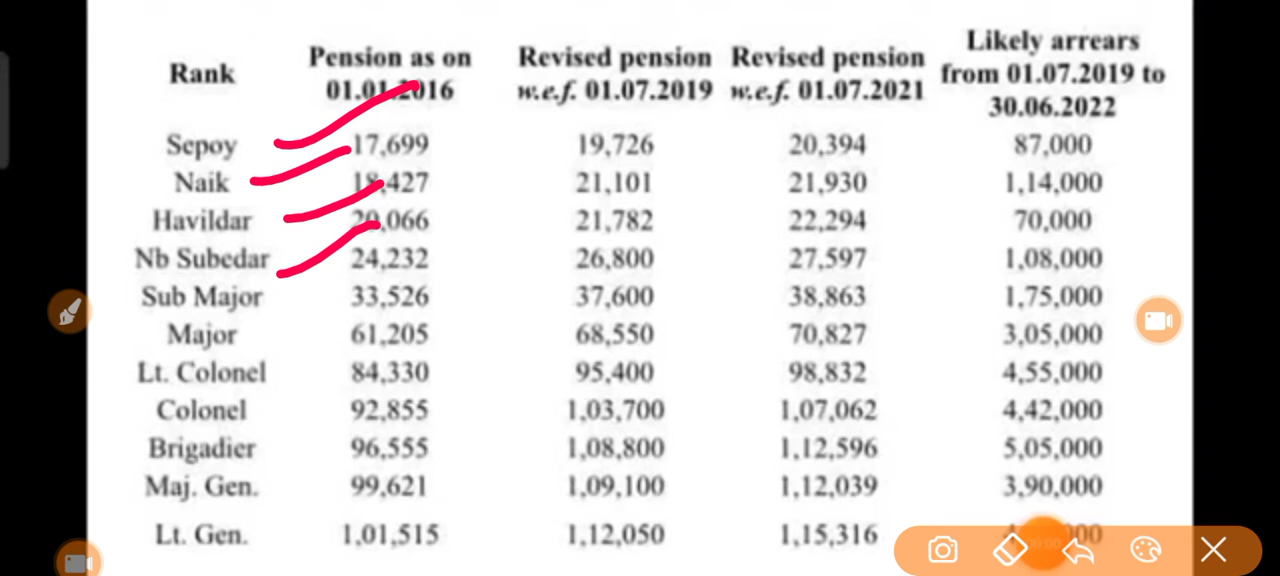 Rank Pension as on 01.01.2016 Revised pension w.e.f. 01.07.2019 Revised pension w.e.f. 01.07.2021 Likely arrears from 01.07.2019 to 30.06.2022
Sepoy 17,699 19,726 20,394 87,000
Naik 18,427 21,101 21,930 1,14,000
Havildar 20,066 21,782 22,294 70,000
Nb Subedar 24,232 26,800 27,597 1,08,000
Sub Major 33,526 37,600 38,863 1,75,000
Major 61,205 68,550 70,827 3,05,000
Lt. Colonel 84,330 95,400 98,832 4,55,000
Colonel 92,855 1,03,700 1,07,062 4,42,000
Brigadier 96,555 1,08,800 1,12,596 5,05,000
Maj. Gen. 99,621 1,09,100 1,12,039 3,90,000
Lt. Gen. 1,01,515 1,12,050 1,15,316